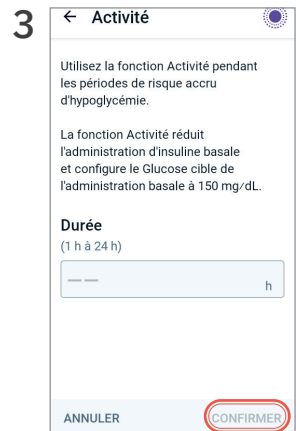 3
← Activité
Utilisez la fonction Activité pendant
les périodes de risque accru
d'hypoglycémie.
La fonction Activité réduit
l'administration d'insuline basale
et configure le Glucose cible de
l'administration basale à 150 mg/dL.
Durée
(1 h à 24 h)
—— h
ANNULER CONFIRMER